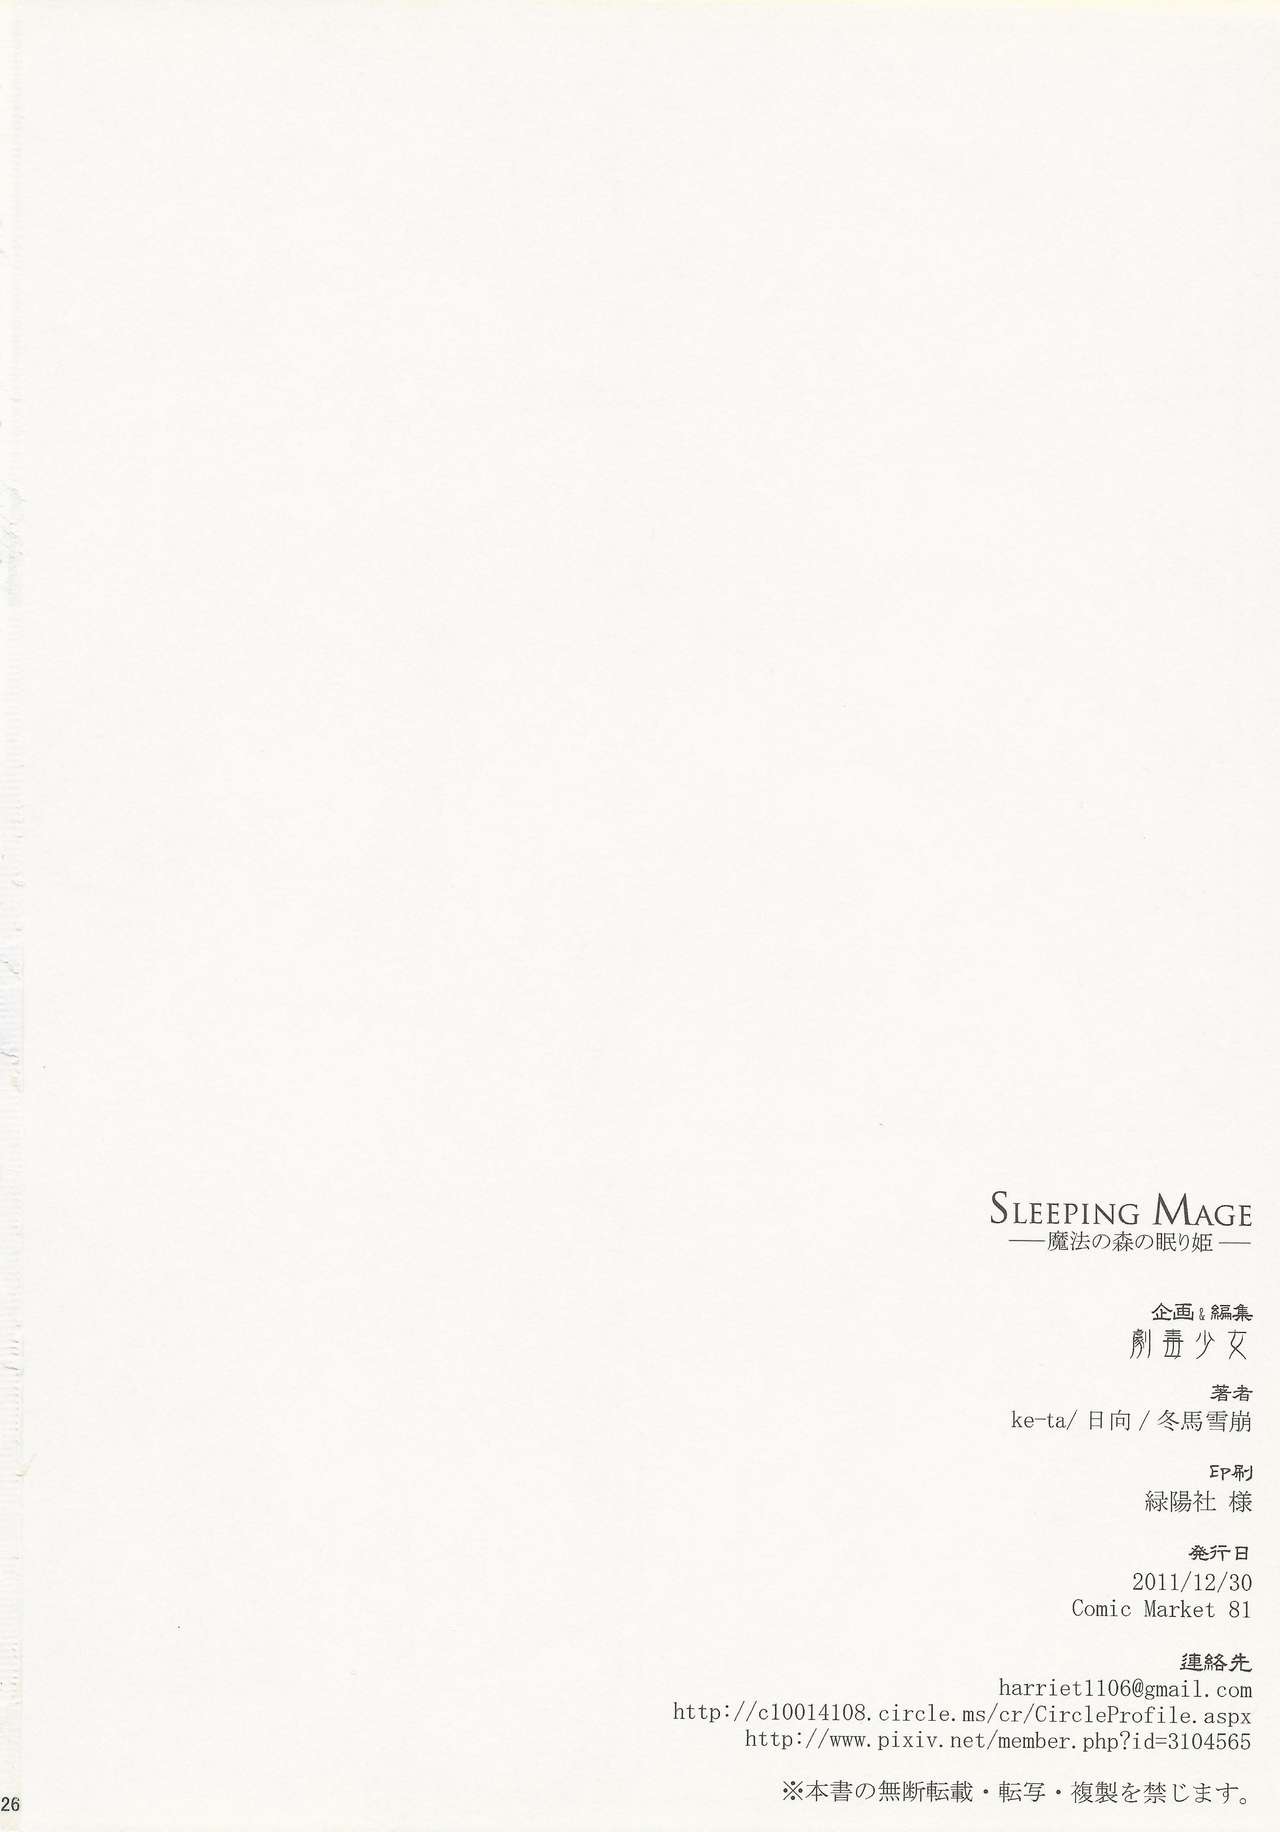 SLEEPING MAGE
—魔法の森の眠り姫—
企画&編集
劇毒少女
著者
ke-ta/日向/冬馬雪崩
印刷
緑陽社 様
発行日
2011/12/30
Comic Market 81
連絡先
harriet1106@gmail.com
http://c10014108.circle.ms/cr/CircleProfile.aspx
http://www.pixiv.net/member.php?id=3104565
※本書の無断転載・転写・複製を禁じます。
26